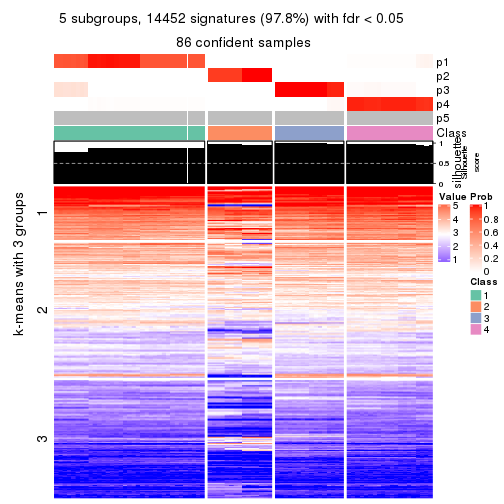 5 subgroups, 14452 signatures (97.8%) with fdr < 0.05
86 confident samples
p1
p2
p3
p4
p5
Class
1
0.5
0
silhouette
Silhouette
score
k-means with 3 groups
1
2
3
Value
5
4
3
2
1
Prob
1
0.8
0.6
0.4
0.2
0
Class
1
2
3
4